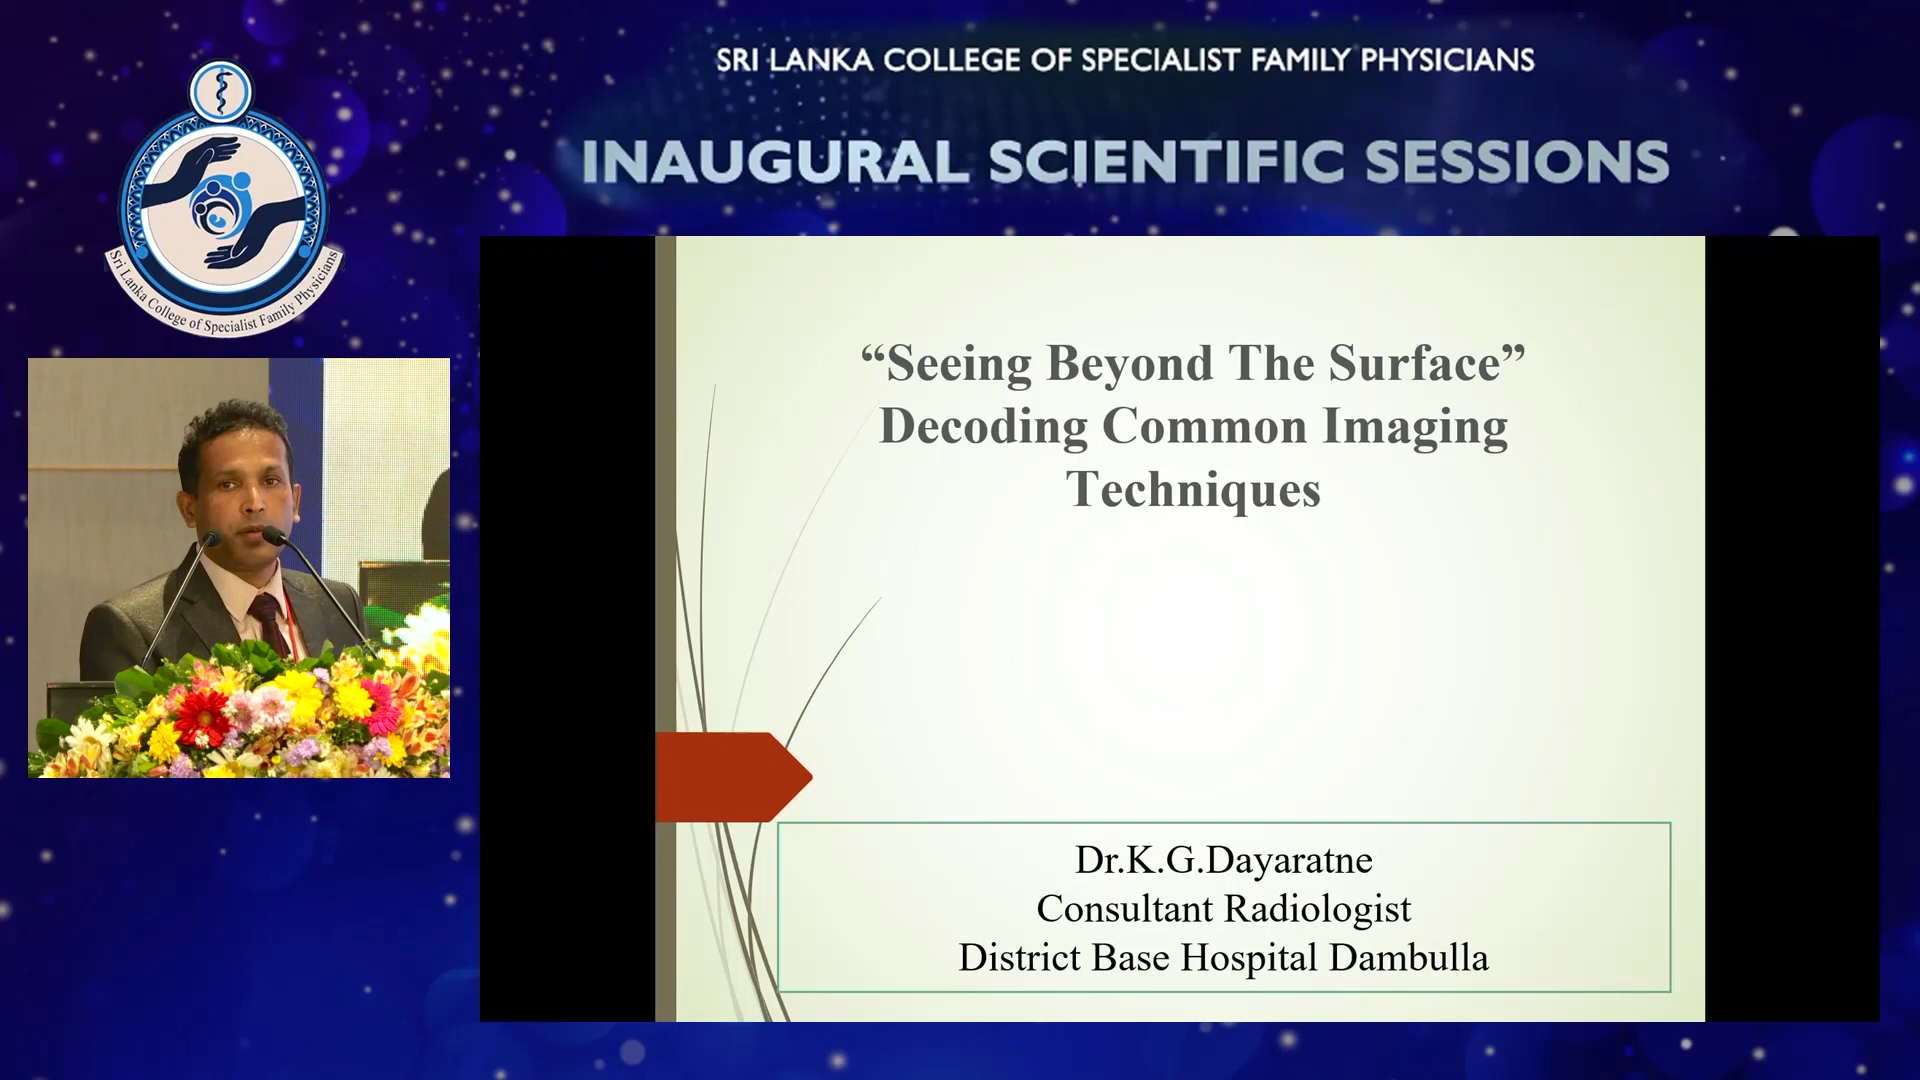 SRI LANKA COLLEGE OF SPECIALIST FAMILY PHYSICIANS
INAUGURAL SCIENTIFIC SESSIONS
Sri Lanka College of Specialist Family Physicians
“Seeing Beyond The Surface”
Decoding Common Imaging
Techniques
Dr.K.G.Dayaratne
Consultant Radiologist
District Base Hospital Dambulla